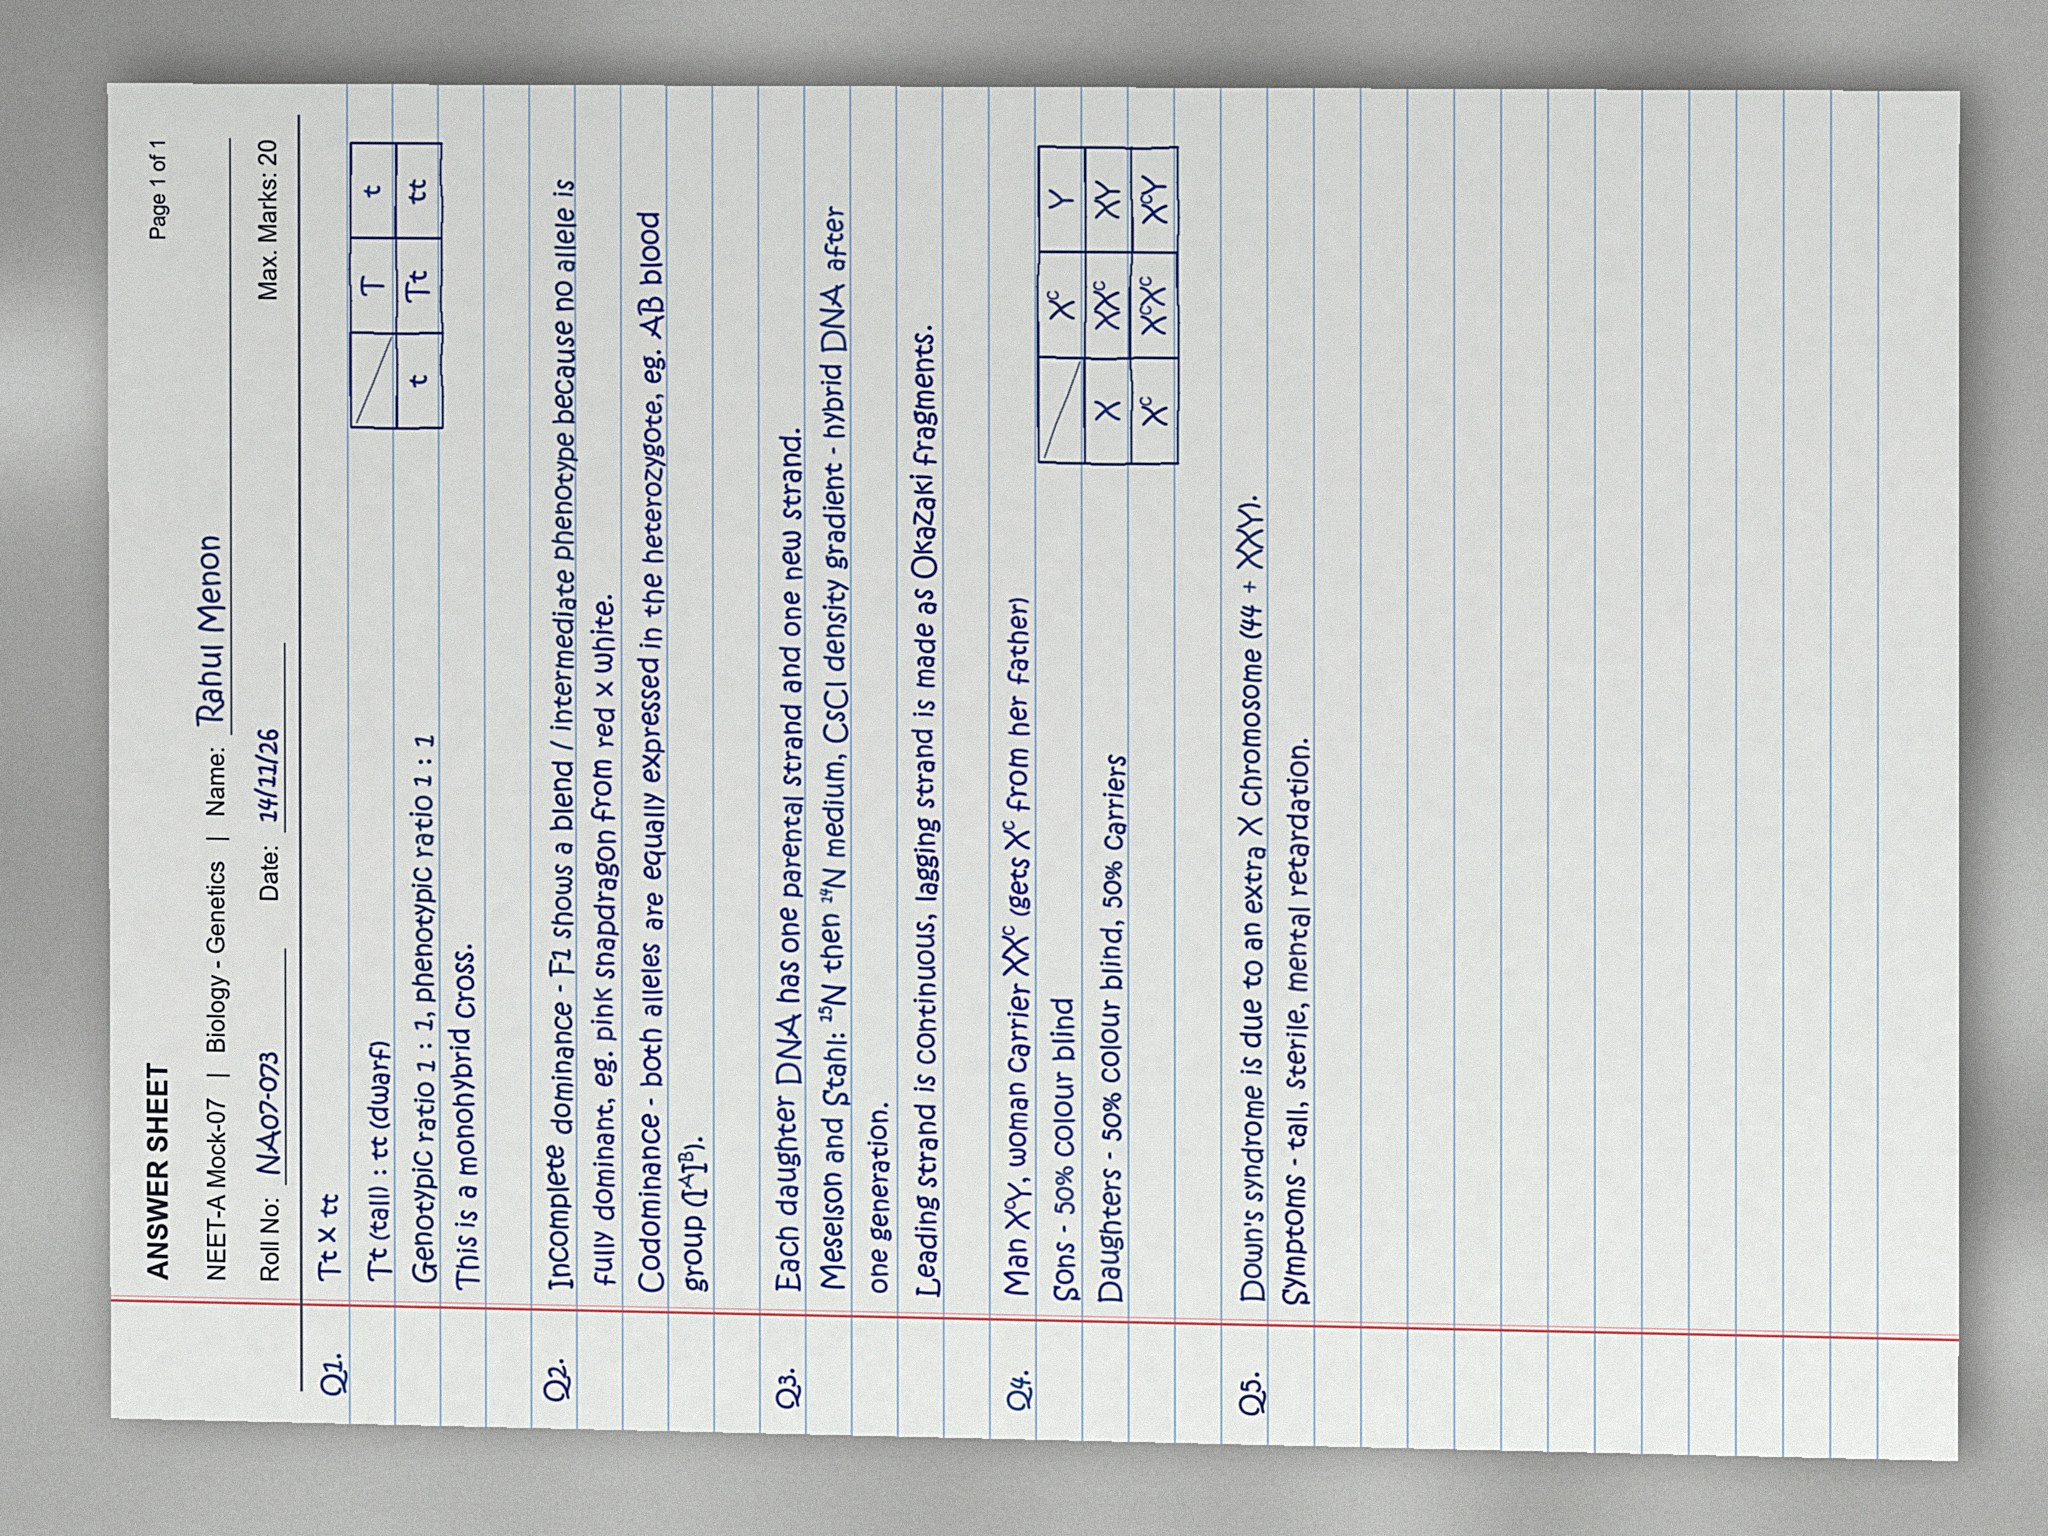 ANSWER SHEET
Page 1 of 1
NEET-A Mock-07 | Biology - Genetics | Name: Rahul Menon
Roll No: NA07-073 Date: 14/11/26 Max. Marks: 20
Q1. Tt X tt
Tt (tall) : tt (dwarf)
Genotypic ratio 1 : 1, phenotypic ratio 1 : 1
This is a monohybrid cross.
T t
t Tt tt
Q2. Incomplete dominance - F1 shows a blend / intermediate phenotype because no allele is
fully dominant, eg. pink snapdragon from red x white.
Codominance - both alleles are equally expressed in the heterozygote, eg. AB blood
group (IᴬIᴮ).
Q3. Each daughter DNA has one parental strand and one new strand.
Meselson and Stahl: ¹⁵N then ¹⁴N medium, CsCl density gradient - hybrid DNA after
one generation.
Leading strand is continuous, lagging strand is made as Okazaki fragments.
Q4. Man XᶜY, woman carrier XXᶜ (gets Xᶜ from her father)
Sons - 50% colour blind
Daughters - 50% colour blind, 50% carriers
Xᶜ Y
X XXᶜ XY
Xᶜ XᶜXᶜ XᶜY
Q5. Down's syndrome is due to an extra X chromosome (44 + XXY).
Symptoms - tall, sterile, mental retardation.